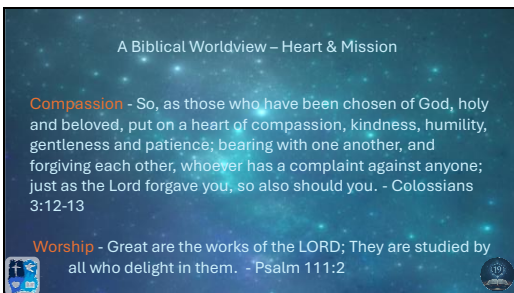 A Biblical Worldview – Heart & Mission
Compassion - So, as those who have been chosen of God, holy
and beloved, put on a heart of compassion, kindness, humility,
gentleness and patience; bearing with one another, and
forgiving each other, whoever has a complaint against anyone;
just as the Lord forgave you, so also should you. - Colossians
3:12-13
Worship - Great are the works of the LORD; They are studied by
all who delight in them. - Psalm 111:2